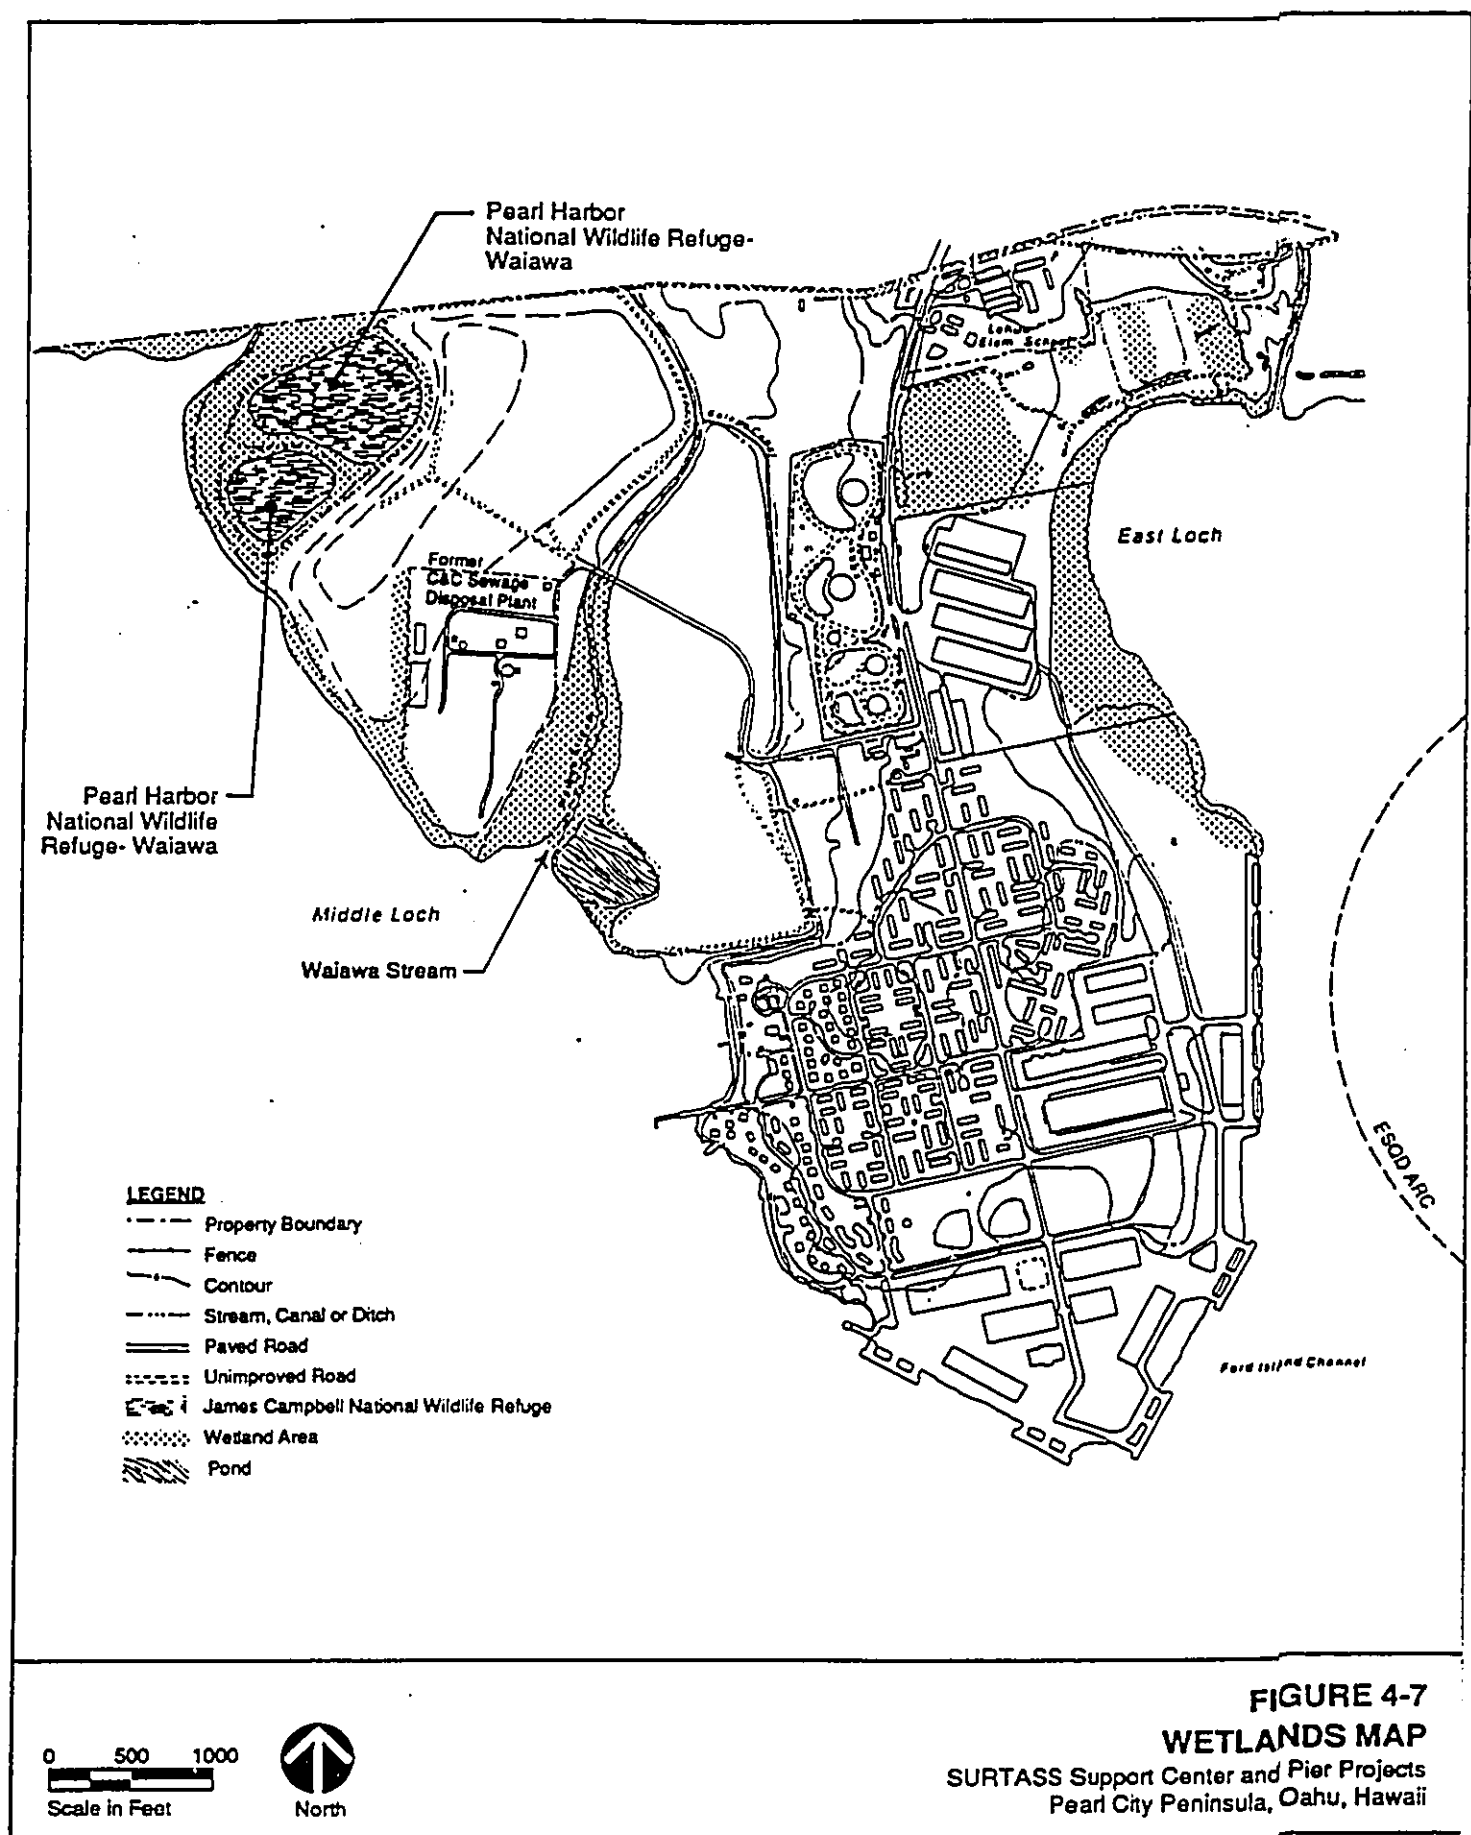 Pearl Harbor
National Wildlife Refuge-
Waiawa
Elem School
East Loch
Former
C&C Sewage
Disposal Plant
Pearl Harbor
National Wildlife
Refuge- Waiawa
Middle Loch
Waiawa Stream
ESQD ARC
LEGEND
Property Boundary
Fence
Contour
Stream, Canal or Ditch
Paved Road
Unimproved Road
James Campbell National Wildlife Refuge
Wetland Area
Pond
Ford Island Channel
FIGURE 4-7
WETLANDS MAP
SURTASS Support Center and Pier Projects
Pearl City Peninsula, Oahu, Hawaii
0 500 1000
Scale in Feet
North